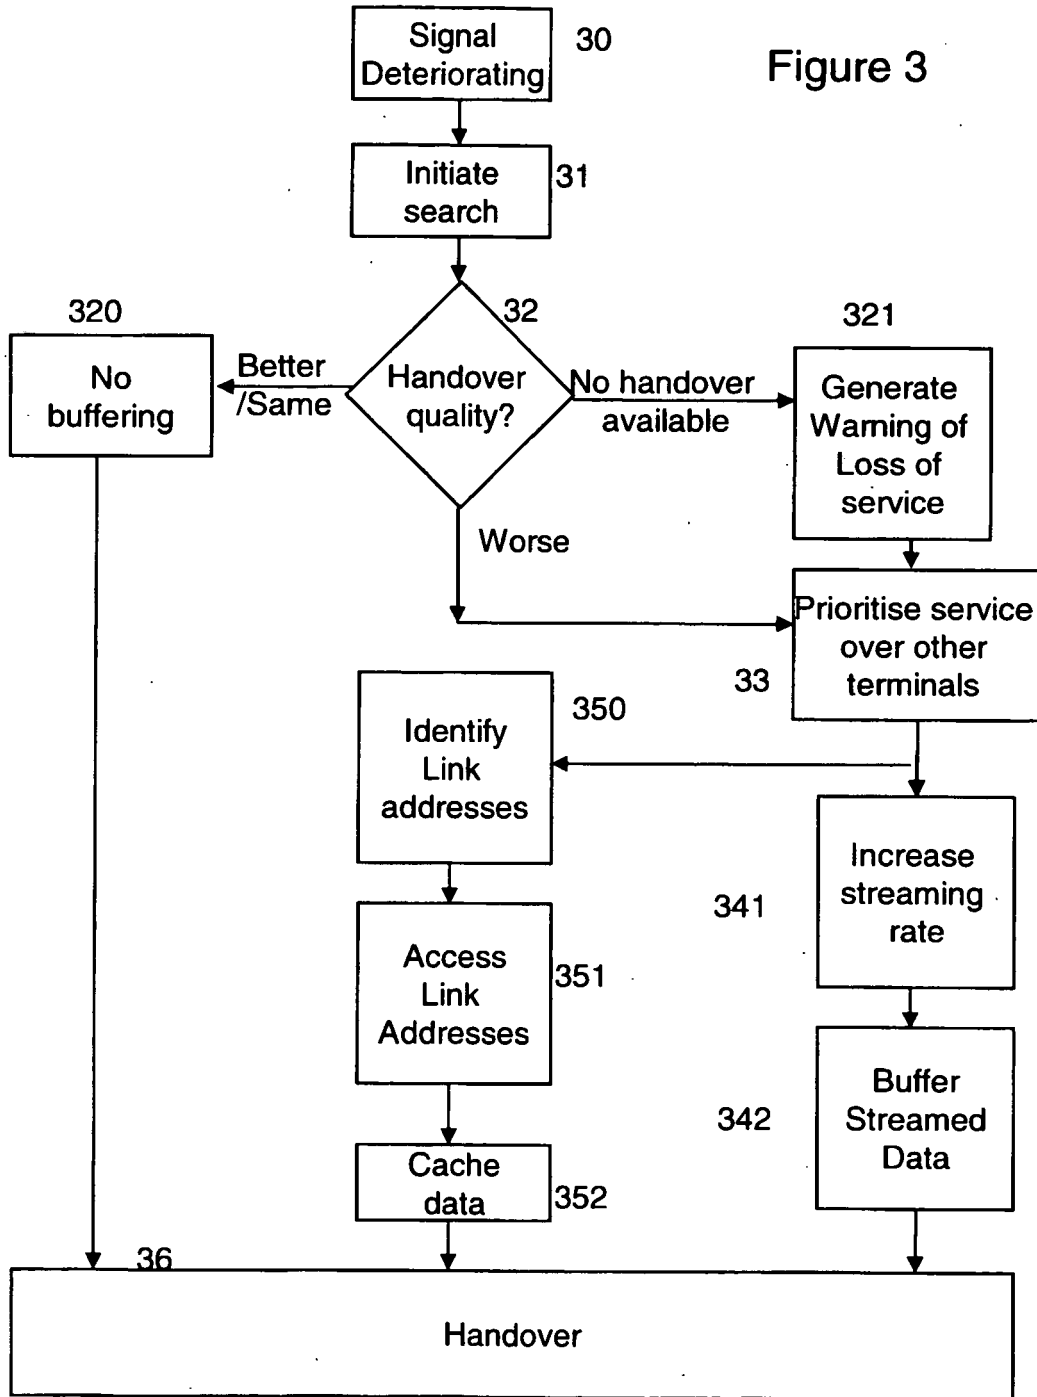 Signal
Deteriorating
30
Figure 3
Initiate
search
31
32
Handover
quality?
320
No
buffering
Better
/Same
No handover
available
321
Generate
Warning of
Loss of
service
Worse
Prioritise service
over other
terminals
33
350
Identify
Link
addresses
Increase
streaming
rate
341
Access
Link
Addresses
351
Buffer
Streamed
Data
342
Cache
data
352
36
Handover